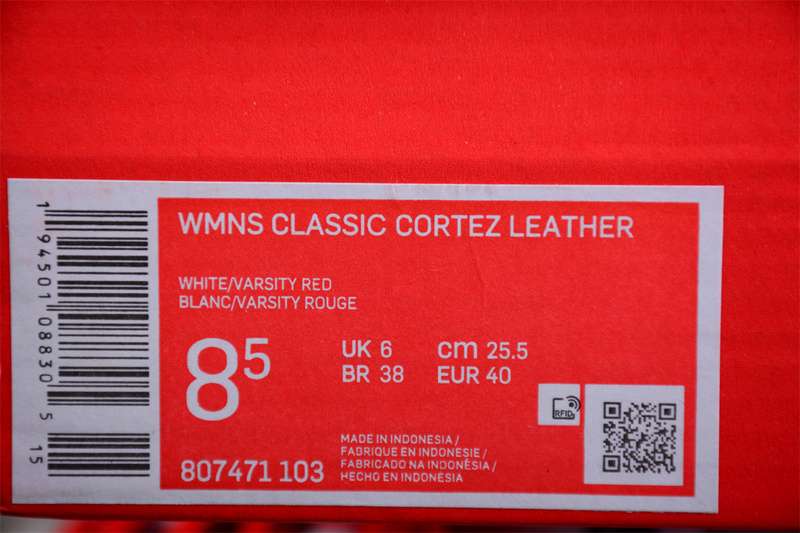 WMNS CLASSIC CORTEZ LEATHER
WHITE/VARSITY RED
BLANC/VARSITY ROUGE
8 5
UK 6 cm 25.5
BR 38 EUR 40
RFID
807471 103
MADE IN INDONESIA /
FABRIQUE EN INDONESIE /
FABRICADO NA INDONÉSIA /
HECHO EN INDONÉSIA
1 94501 08830 5
15